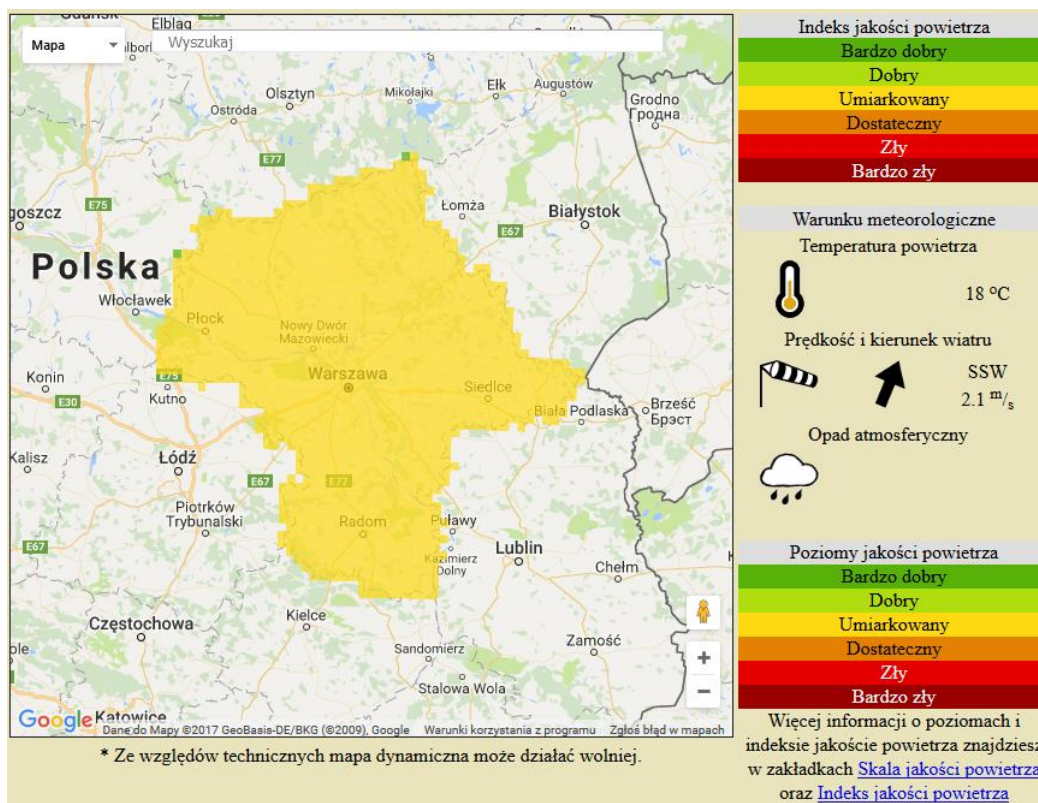 Mapa
Wyszukaj
Elbląg
Olsztyn
Mikołajki
Ełk
Augustów
Ostróda
Grodno
Гродна
E77
E75
Łomża
Białystok
E67
Polska
Włocławek
Płock
Nowy Dwór
Mazowiecki
Warszawa
Siedlce
Konin
E30
E75
Kutno
Biała Podlaska
Brześć
Брэст
Kalisz
Łódź
E67
E77
Piotrków
Trybunalski
Radom
Puławy
E67
Kazimierz
Dolny
Lublin
Chełm
Częstochowa
Kielce
Sandomierz
Zamość
Stalowa Wola
+
−
Google
Katowice
Dane do Mapy ©2017 GeoBasis-DE/BKG (©2009), Google
Warunki korzystania z programu
Zgłoś błąd w mapach
* Ze względów technicznych mapa dynamiczna może działać wolniej.
Indeks jakości powietrza
Bardzo dobry
Dobry
Umiarkowany
Dostateczny
Zły
Bardzo zły
Warunku meteorologiczne
Temperatura powietrza
18 °C
Prędkość i kierunek wiatru
SSW
2.1 m/s
Opad atmosferyczny
Poziomy jakości powietrza
Bardzo dobry
Dobry
Umiarkowany
Dostateczny
Zły
Bardzo zły
Więcej informacji o poziomach i
indeksie jakoście powietrza znajdziesz
w zakładkach Skala jakości powietrza
oraz Indeks jakości powietrza